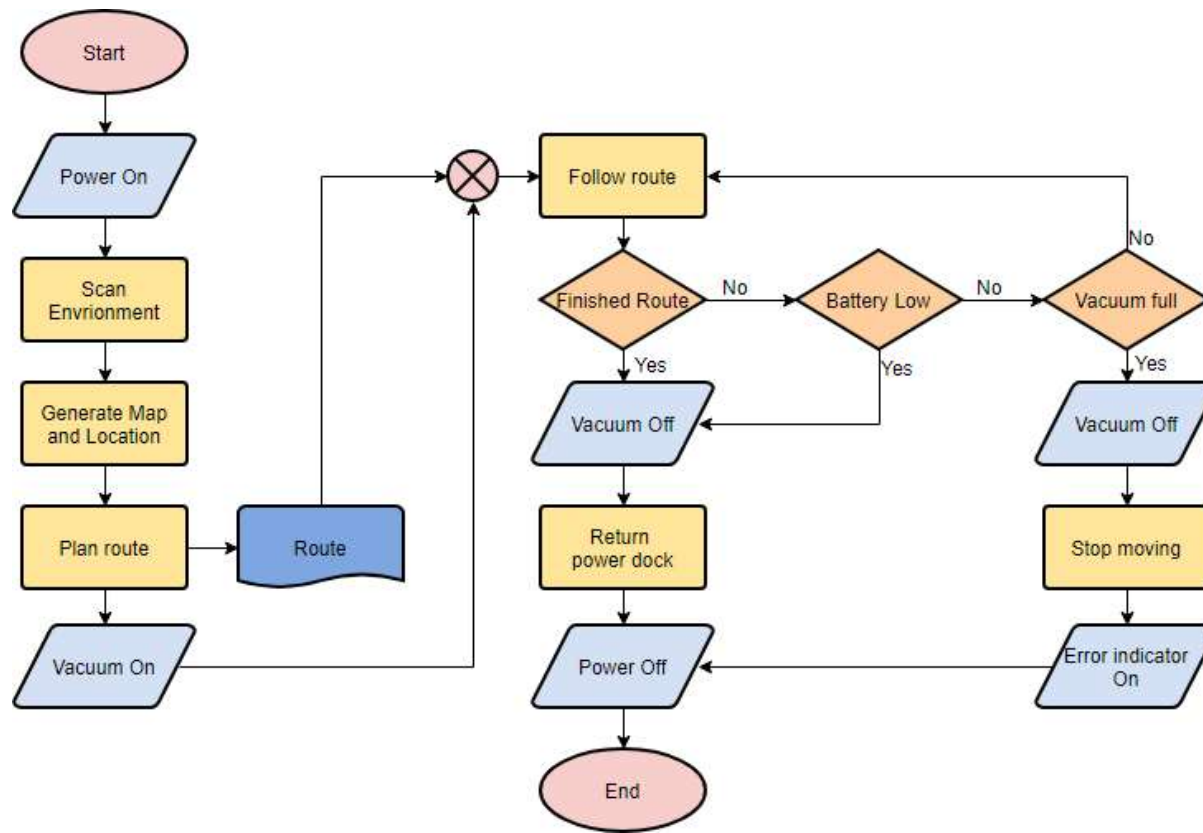 Start
Power On
Scan
Envrionment
Generate Map
and Location
Plan route
Route
Vacuum On
Follow route
Finished Route
No
Battery Low
No
Vacuum full
No
Yes
Yes
Yes
Vacuum Off
Vacuum Off
Return
power dock
Stop moving
Power Off
Error indicator
On
End